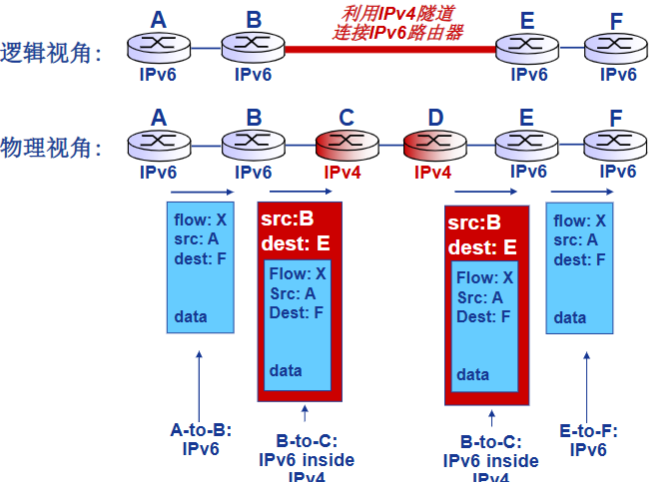 利用IPv4隧道
连接IPv6路由器
A B E F
逻辑视角:
IPv6 IPv6 IPv6 IPv6
A B C D E F
物理视角:
IPv6 IPv6 IPv4 IPv4 IPv6 IPv6
flow: X
src: A
dest: F
data
src:B
dest: E
Flow: X
Src: A
Dest: F
data
src:B
dest: E
Flow: X
Src: A
Dest: F
data
flow: X
src: A
dest: F
data
A-to-B:
IPv6
B-to-C:
IPv6 inside
IPv4
B-to-C:
IPv6 inside
IPv4
E-to-F:
IPv6